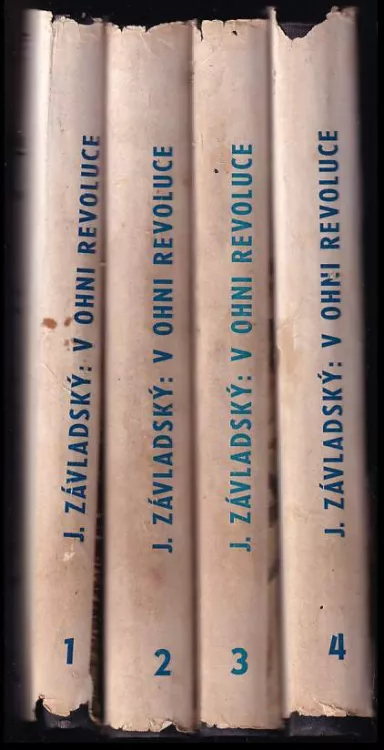 J. ZÁVLADSKÝ: V OHNI REVOLUCE
1
J. ZÁVLADSKÝ: V OHNI REVOLUCE
2
J. ZÁVLADSKÝ: V OHNI REVOLUCE
3
J. ZÁVLADSKÝ: V OHNI REVOLUCE
4